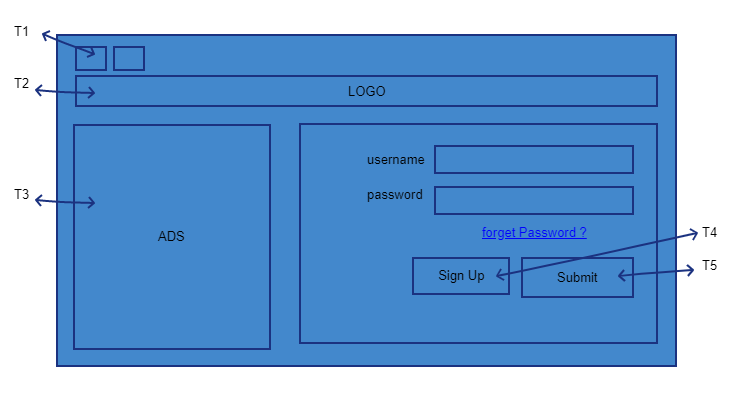 T1
T2
LOGO
username
password
T3
forget Password ?
T4
ADS
Sign Up
Submit
T5